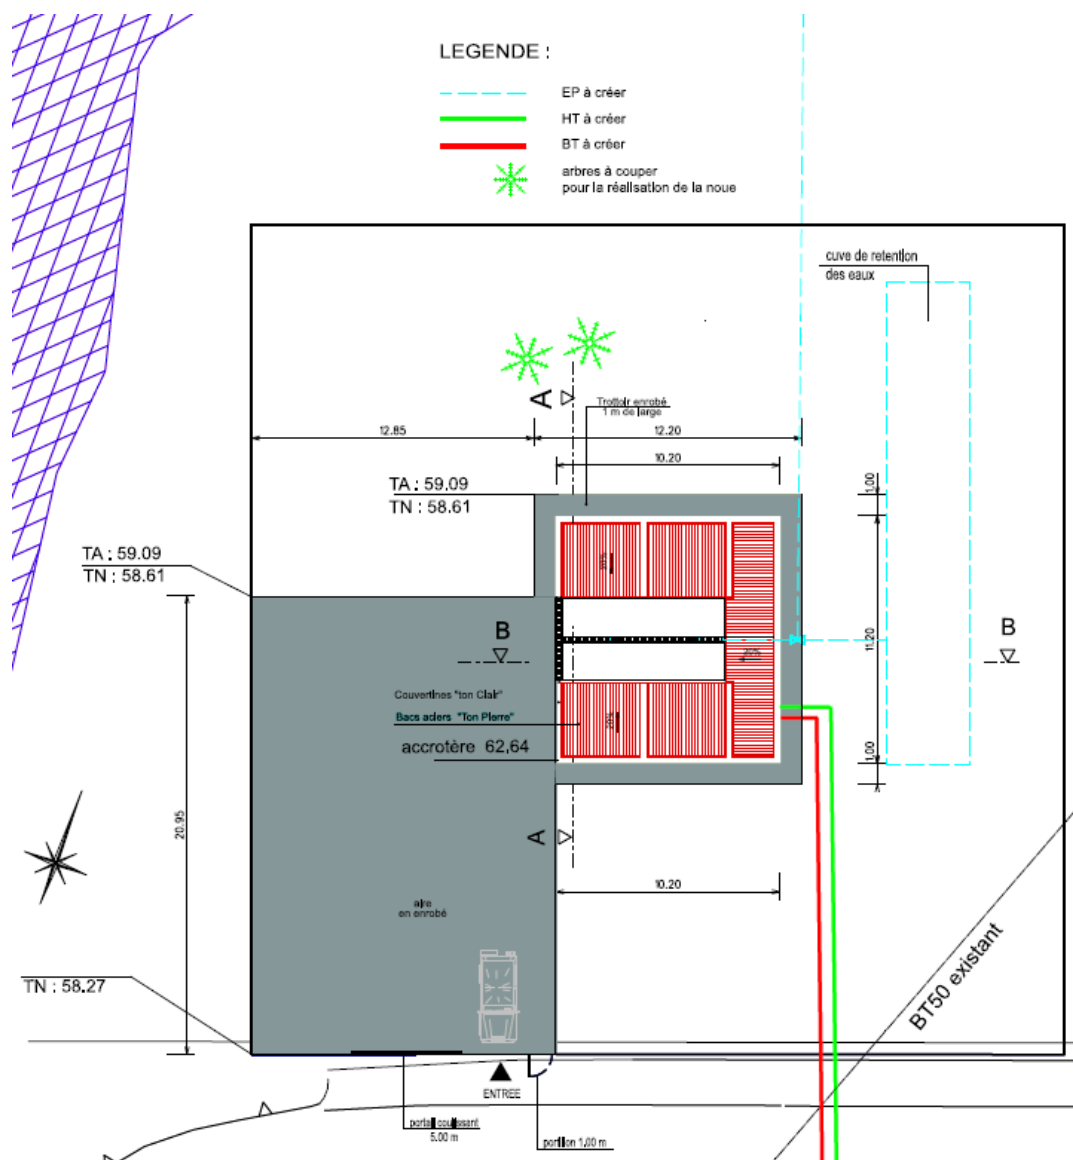 LEGENDE :
EP à créer
HT à créer
BT à créer
arbres à couper
pour la réalisation de la noue
cuve de retention
des eaux
A
Trottoir enrobé
1 m de large
12.85
12.20
10.20
1,00
TA : 59.09
TN : 58.61
TA : 59.09
TN : 58.61
20%
B
B
11.20
20%
Couvertines "ton Clair"
Bacs aciers "Ton Pierre"
20%
accrotère 62,64
1,00
20.95
A
10.20
aire
en enrobé
BT50 existant
TN : 58.27
ENTREE
portail coulissant
5.00 m
portillon 1,00 m